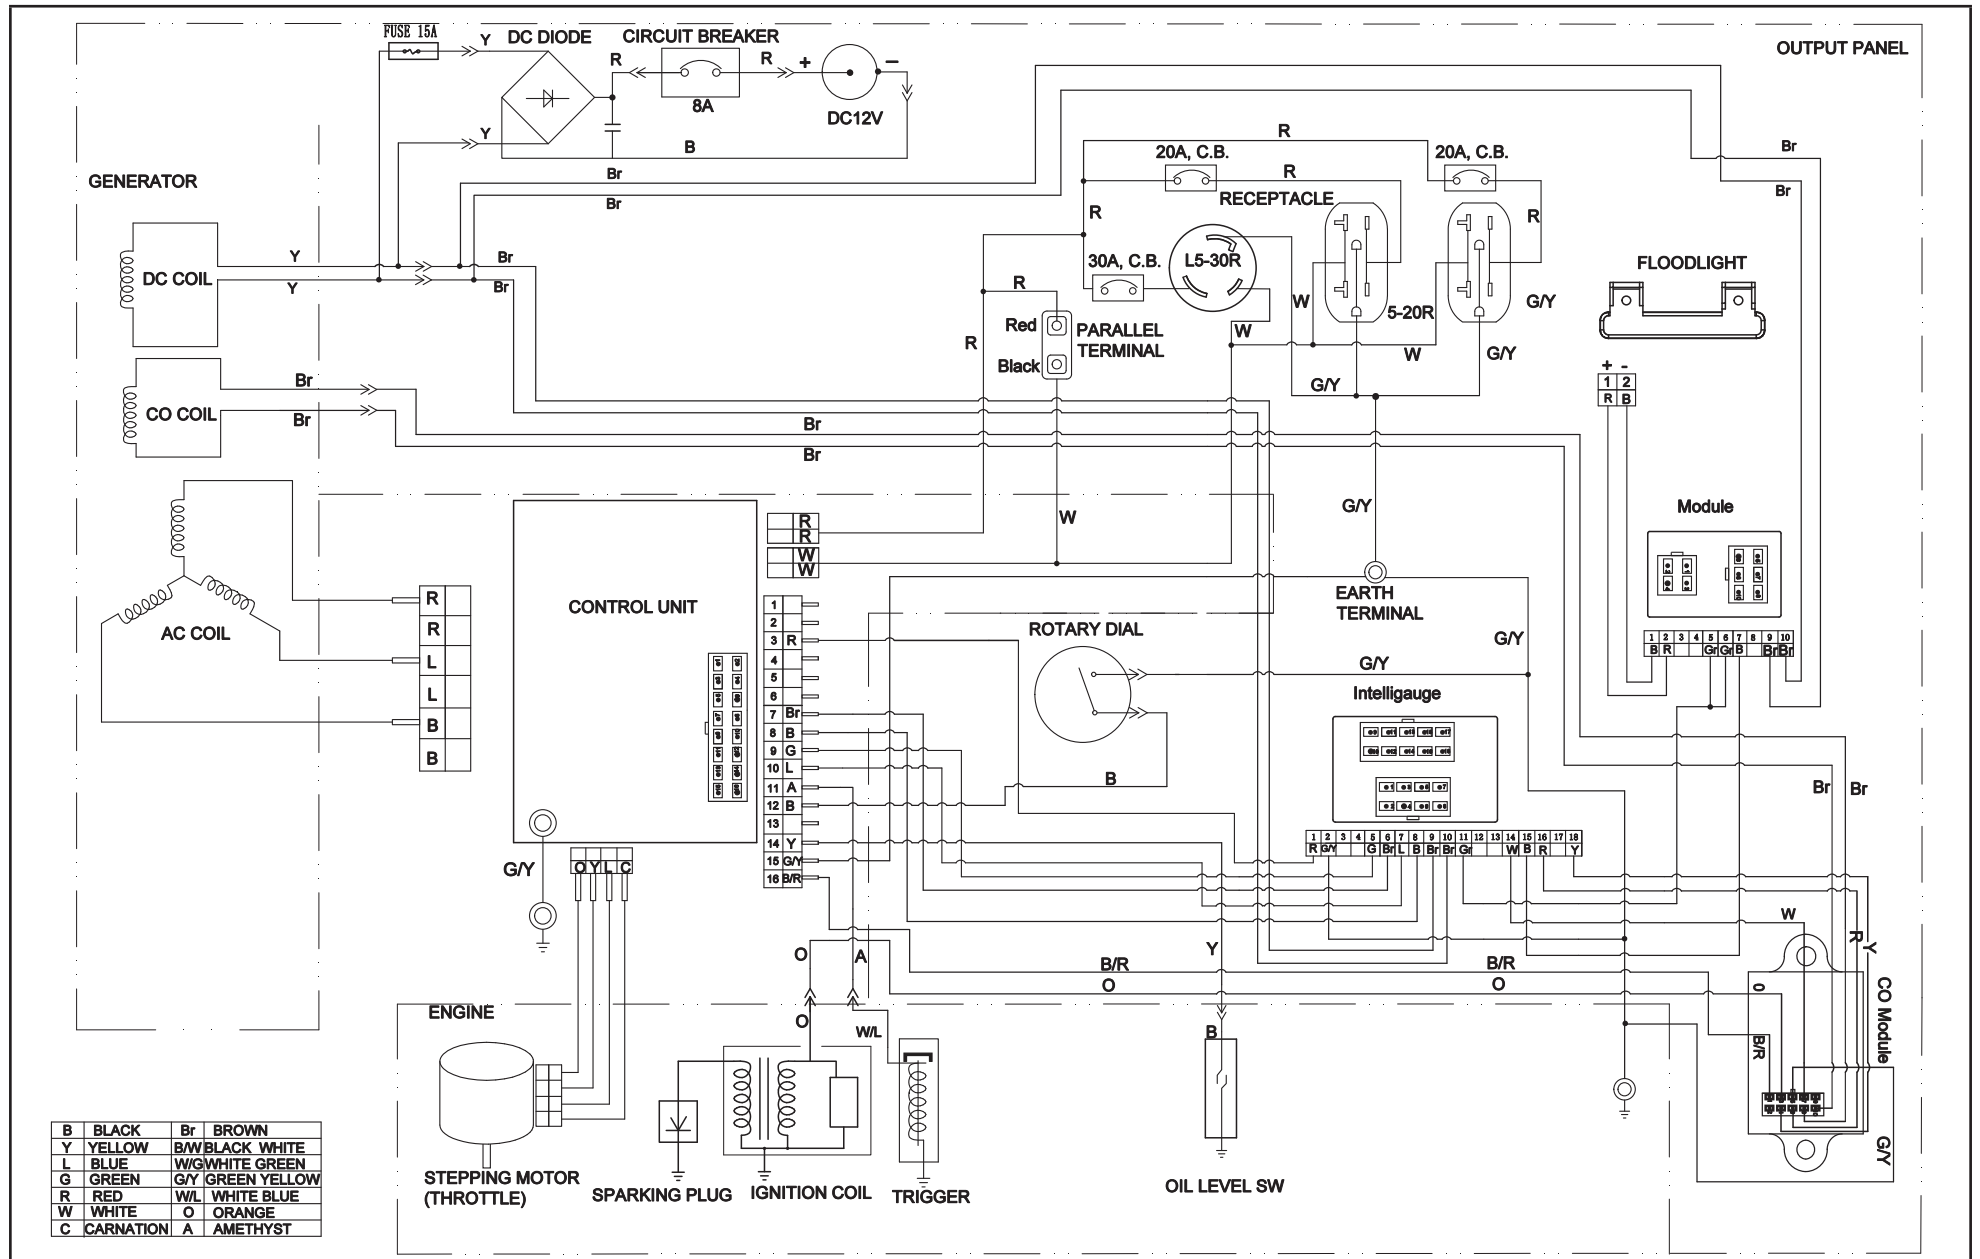 FUSE 15A
Y
DC DIODE
CIRCUIT BREAKER
OUTPUT PANEL
R
R
+
−
8A
DC12V
Y
B
GENERATOR
Br
Br
R
20A, C.B.
20A, C.B.
Br
Br
R
RECEPTACLE
R
R
Y
Y
DC COIL
Br
Br
30A, C.B.
L5-30R
R
W
5-20R
G/Y
FLOODLIGHT
Red
Black
PARALLEL
TERMINAL
R
W
W
G/Y
G/Y
+ -
1 2
R B
CO COIL
Br
Br
Br
Br
G/Y
W
Module
AC COIL
R
R
L
L
B
B
CONTROL UNIT
R
R
W
W
EARTH
TERMINAL
G/Y
ROTARY DIAL
G/Y
B
1
2
3 R
4
5
6
7 Br
8 B
9 G
10 L
11 A
12 B
13
14 Y
15 G/Y
16 B/R
1 2 3 4 5 6 7 8 9 10
B R Gr Gr B Br Br
Intelligauge
1 2 3 4 5 6 7 8 9 10 11 12 13 14 15 16 17 18
R G/Y G Br L B Br Br Gr W B R Y
Br
Br
G/Y
O Y L C
O
A
Y
W
R
Y
B/R
B/R
O
O
O
B/R
CO Module
G/Y
ENGINE
O
W/L
B
STEPPING MOTOR
(THROTTLE)
SPARKING PLUG
IGNITION COIL
TRIGGER
OIL LEVEL SW
B BLACK Br BROWN
Y YELLOW B/W BLACK WHITE
L BLUE W/G WHITE GREEN
G GREEN G/Y GREEN YELLOW
R RED W/L WHITE BLUE
W WHITE O ORANGE
C CARNATION A AMETHYST